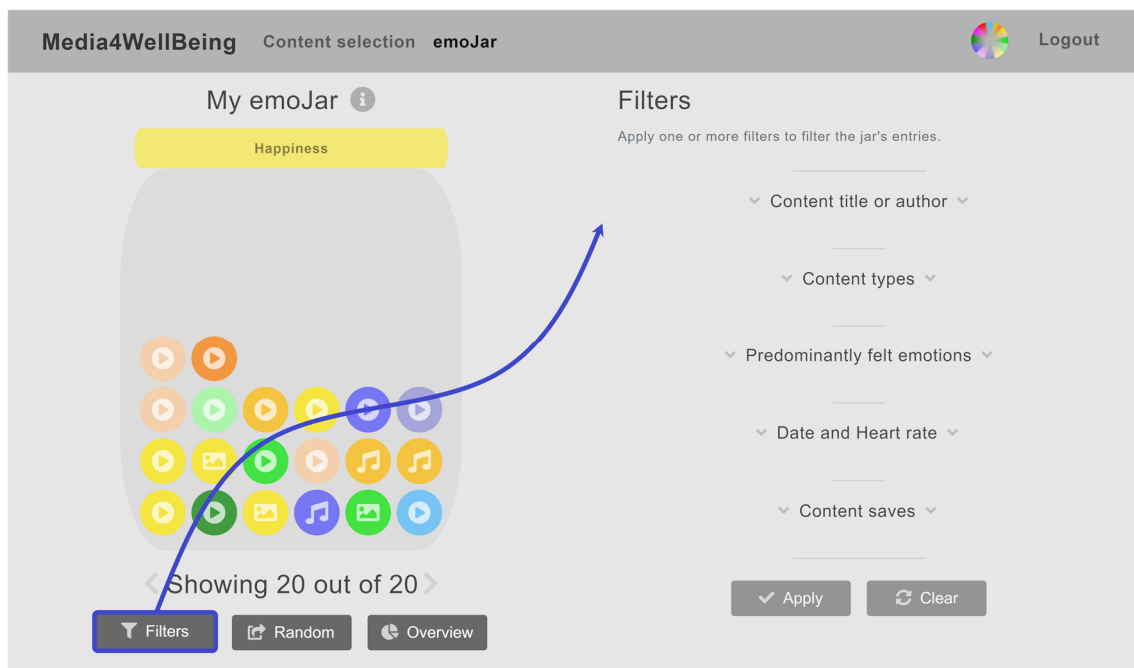 Media4WellBeing Content selection emoJar Logout
My emoJar
Happiness
Showing 20 out of 20
Filters Random Overview
Filters
Apply one or more filters to filter the jar's entries.
Content title or author
Content types
Predominantly felt emotions
Date and Heart rate
Content saves
Apply Clear